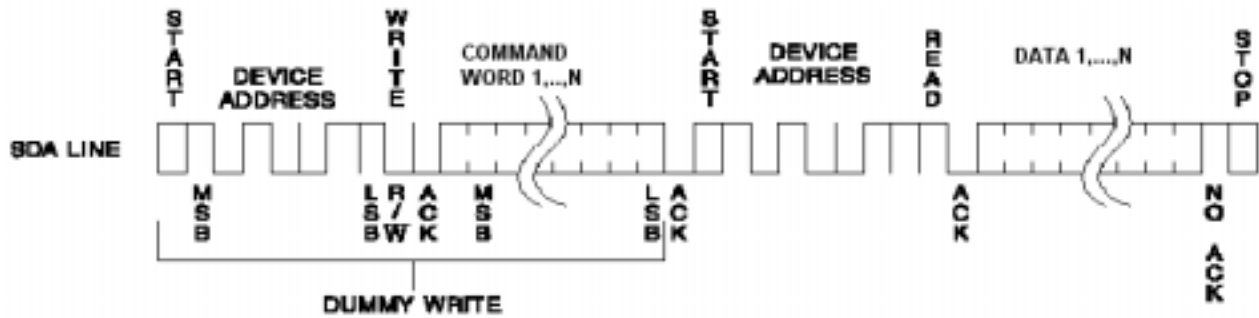 START
DEVICE
ADDRESS
WRITE
COMMAND
WORD 1,...,N
START
DEVICE
ADDRESS
READ
DATA 1,...,N
STOP
SDA LINE
MSB
LSB
R/W
ACK
MSB
LSB
ACK
ACK
NO ACK
DUMMY WRITE